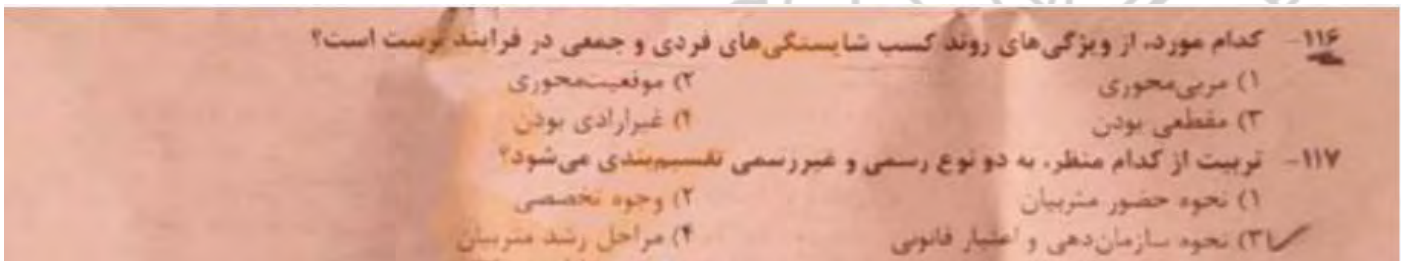 ۱۱۶- کدام مورد، از ویژگی‌های روند کسب شایستگی‌های فردی و جمعی در فرایند تربیت است؟
۱) مربی‌محوری ۲) موقعیت‌محوری
۳) مقطعی بودن ۴) غیرارادی بودن
۱۱۷- تربیت از کدام منظر، به دو نوع رسمی و غیررسمی تقسیم‌بندی می‌شود؟
۱) نحوه حضور متربیان ۲) وجوه تخصصی
۳) نحوه سازمان‌دهی و اعتبار قانونی ۴) مراحل رشد متربیان